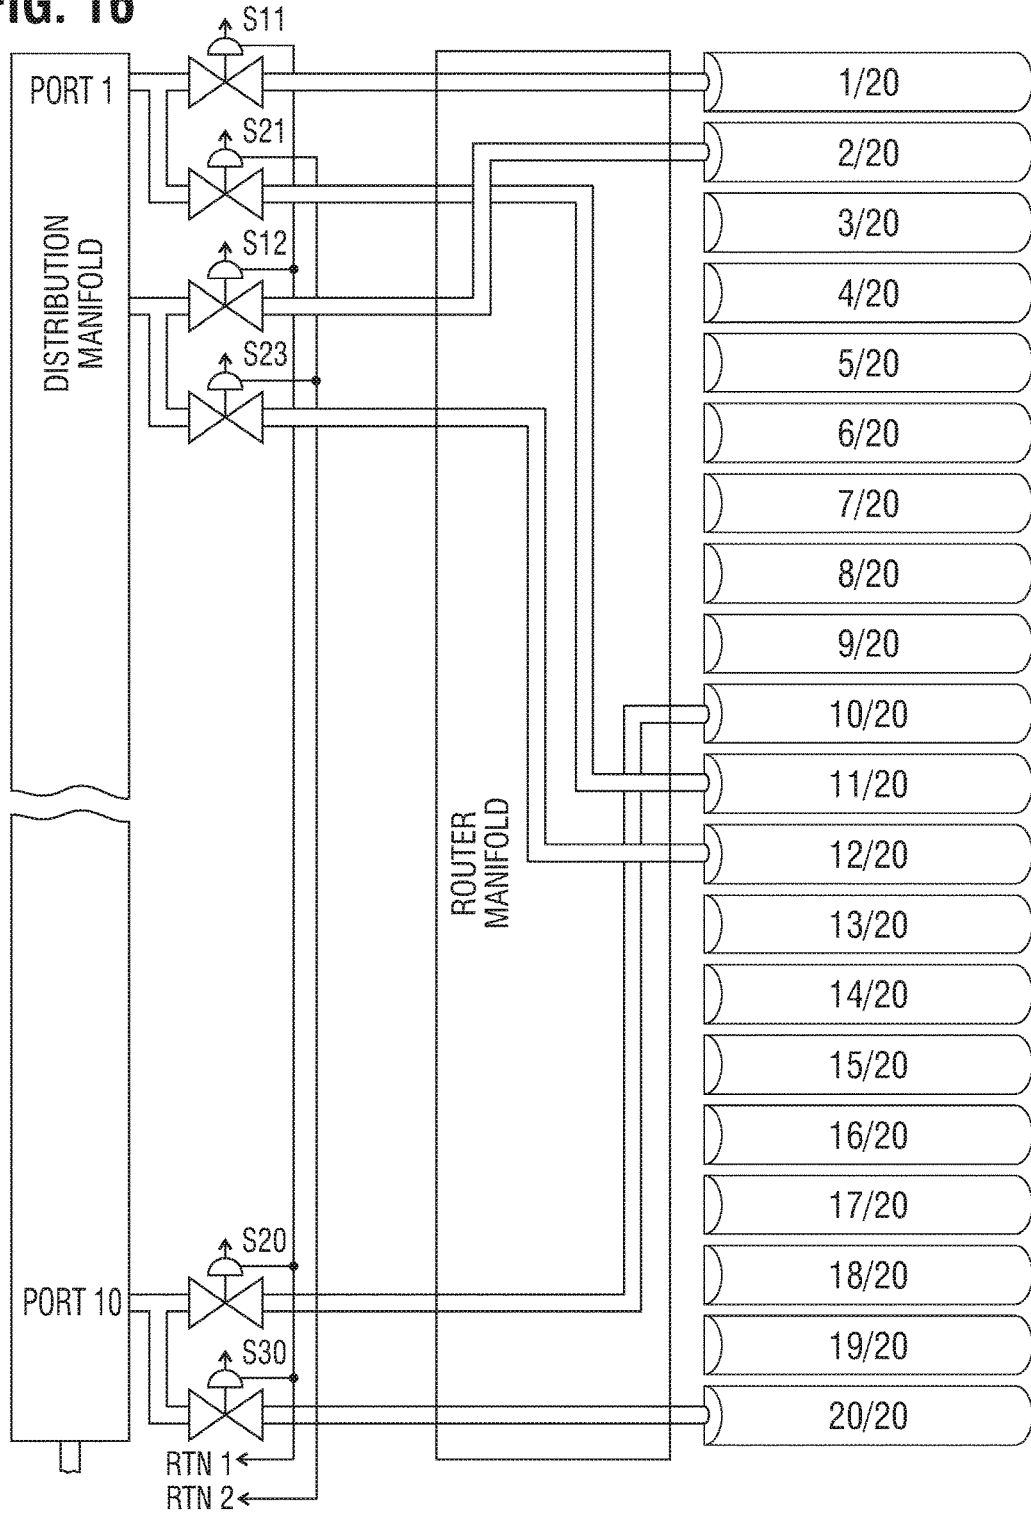 FIG. 16
S11
PORT 1
S21
DISTRIBUTION
MANIFOLD
S12
S23
ROUTER
MANIFOLD
S20
PORT 10
S30
RTN 1
RTN 2
1/20
2/20
3/20
4/20
5/20
6/20
7/20
8/20
9/20
10/20
11/20
12/20
13/20
14/20
15/20
16/20
17/20
18/20
19/20
20/20